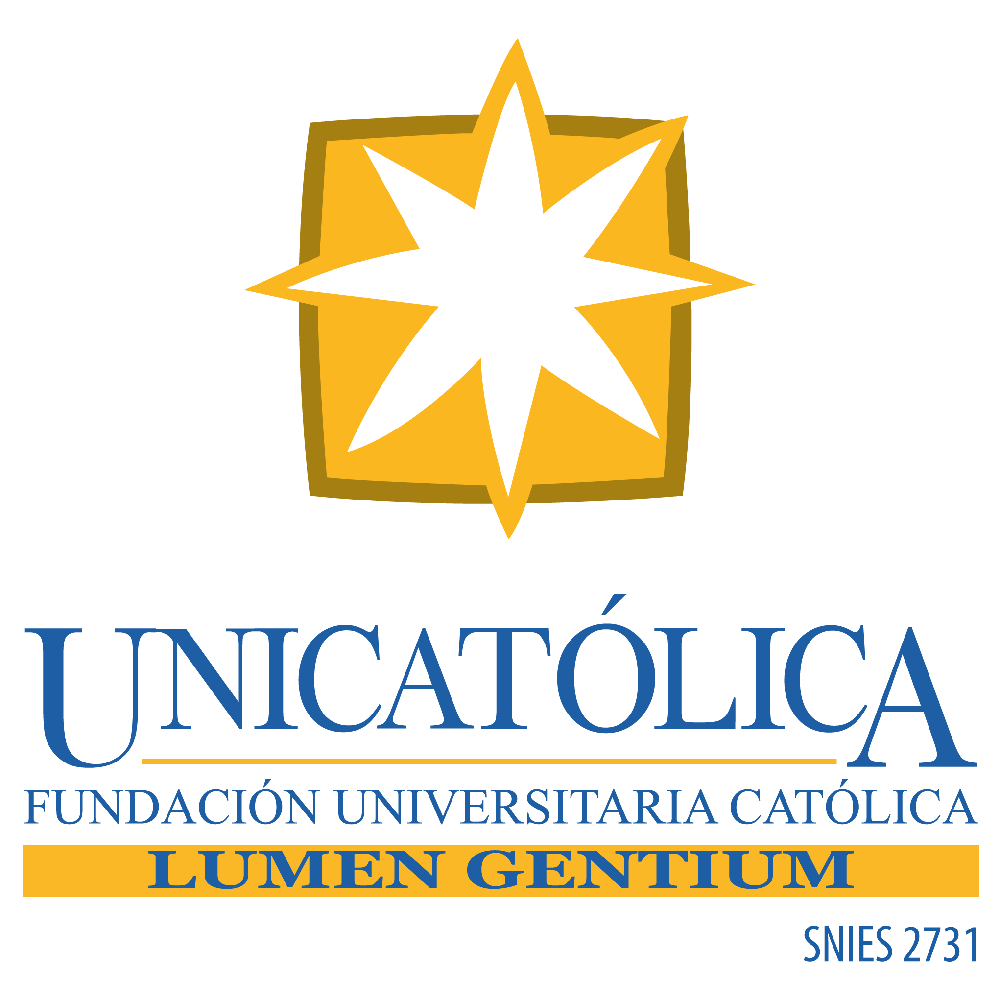 UNICATÓLICA
FUNDACIÓN UNIVERSITARIA CATÓLICA
LUMEN GENTIUM
SNIES 2731